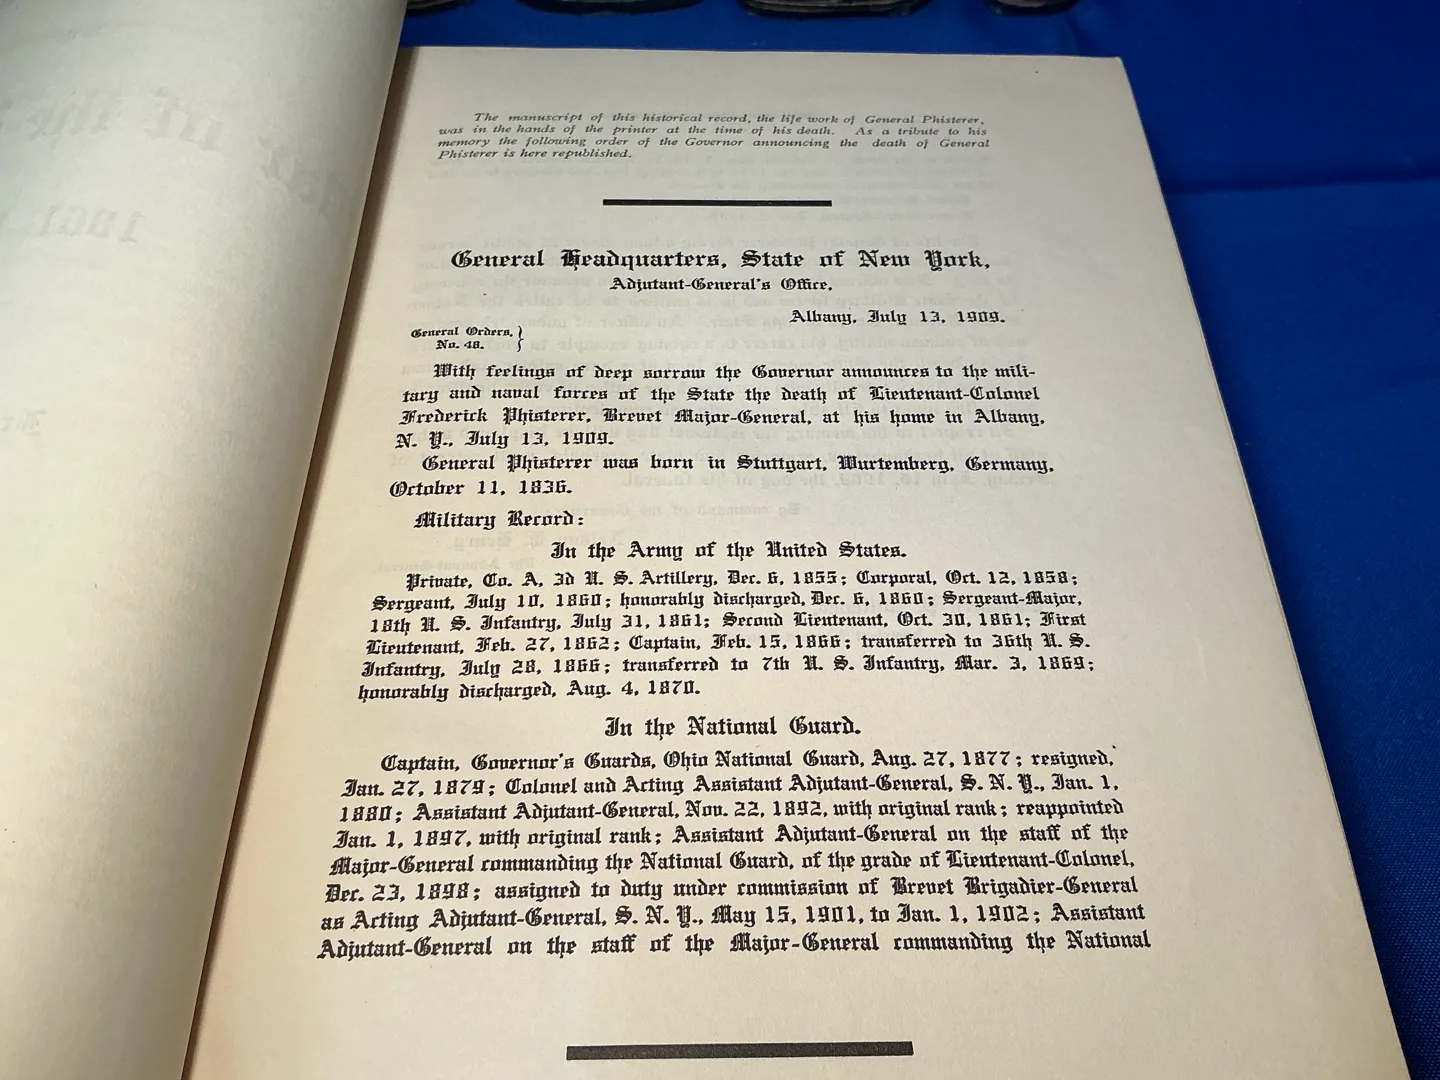 The manuscript of this historical record, the life work of General Phisterer,
was in the hands of the printer at the time of his death. As a tribute to his
memory the following order of the Governor announcing the death of General
Phisterer is here republished.
General Headquarters, State of New York,
Adjutant-General's Office,
Albany, July 13, 1909.
General Orders, }
No. 48.
With feelings of deep sorrow the Governor announces to the mili-
tary and naval forces of the State the death of Lieutenant-Colonel
Frederick Phisterer, Brevet Major-General, at his home in Albany,
N. Y., July 13, 1909.
General Phisterer was born in Stuttgart, Wurtemberg, Germany,
October 11, 1836.
Military Record:
In the Army of the United States.
Private, Co. A, 3d U. S. Artillery, Dec. 6, 1855; Corporal, Oct. 12, 1858;
Sergeant, July 10, 1860; honorably discharged, Dec. 6, 1860; Sergeant-Major,
18th U. S. Infantry, July 31, 1861; Second Lieutenant, Oct. 30, 1861; First
Lieutenant, Feb. 27, 1862; Captain, Feb. 15, 1866; transferred to 36th U. S.
Infantry, July 28, 1866; transferred to 7th U. S. Infantry, Mar. 3, 1869;
honorably discharged, Aug. 4, 1870.
In the National Guard.
Captain, Governor's Guards, Ohio National Guard, Aug. 27, 1877; resigned,
Jan. 27, 1879; Colonel and Acting Assistant Adjutant-General, S. N. Y., Jan. 1,
1880; Assistant Adjutant-General, Nov. 22, 1892, with original rank; reappointed
Jan. 1, 1897, with original rank; Assistant Adjutant-General on the staff of the
Major-General commanding the National Guard, of the grade of Lieutenant-Colonel,
Dec. 23, 1898; assigned to duty under commission of Brevet Brigadier-General
as Acting Adjutant-General, S. N. Y., May 15, 1901, to Jan. 1, 1902; Assistant
Adjutant-General on the staff of the Major-General commanding the National